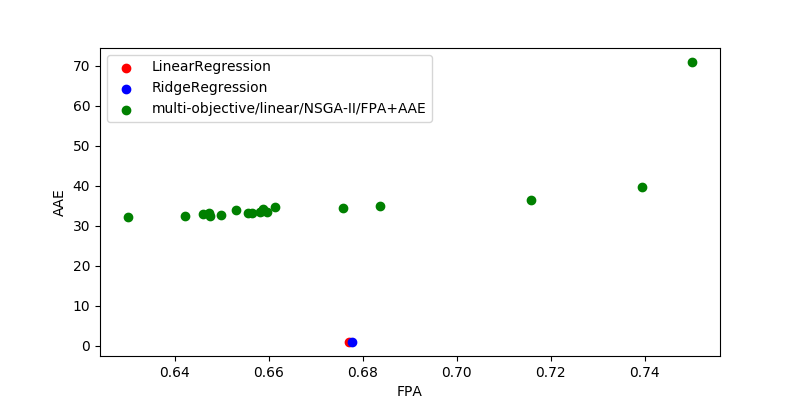 LinearRegression
RidgeRegression
multi-objective/linear/NSGA-II/FPA+AAE
70
60
50
40
30
20
10
0
AAE
0.64 0.66 0.68 0.70 0.72 0.74
FPA